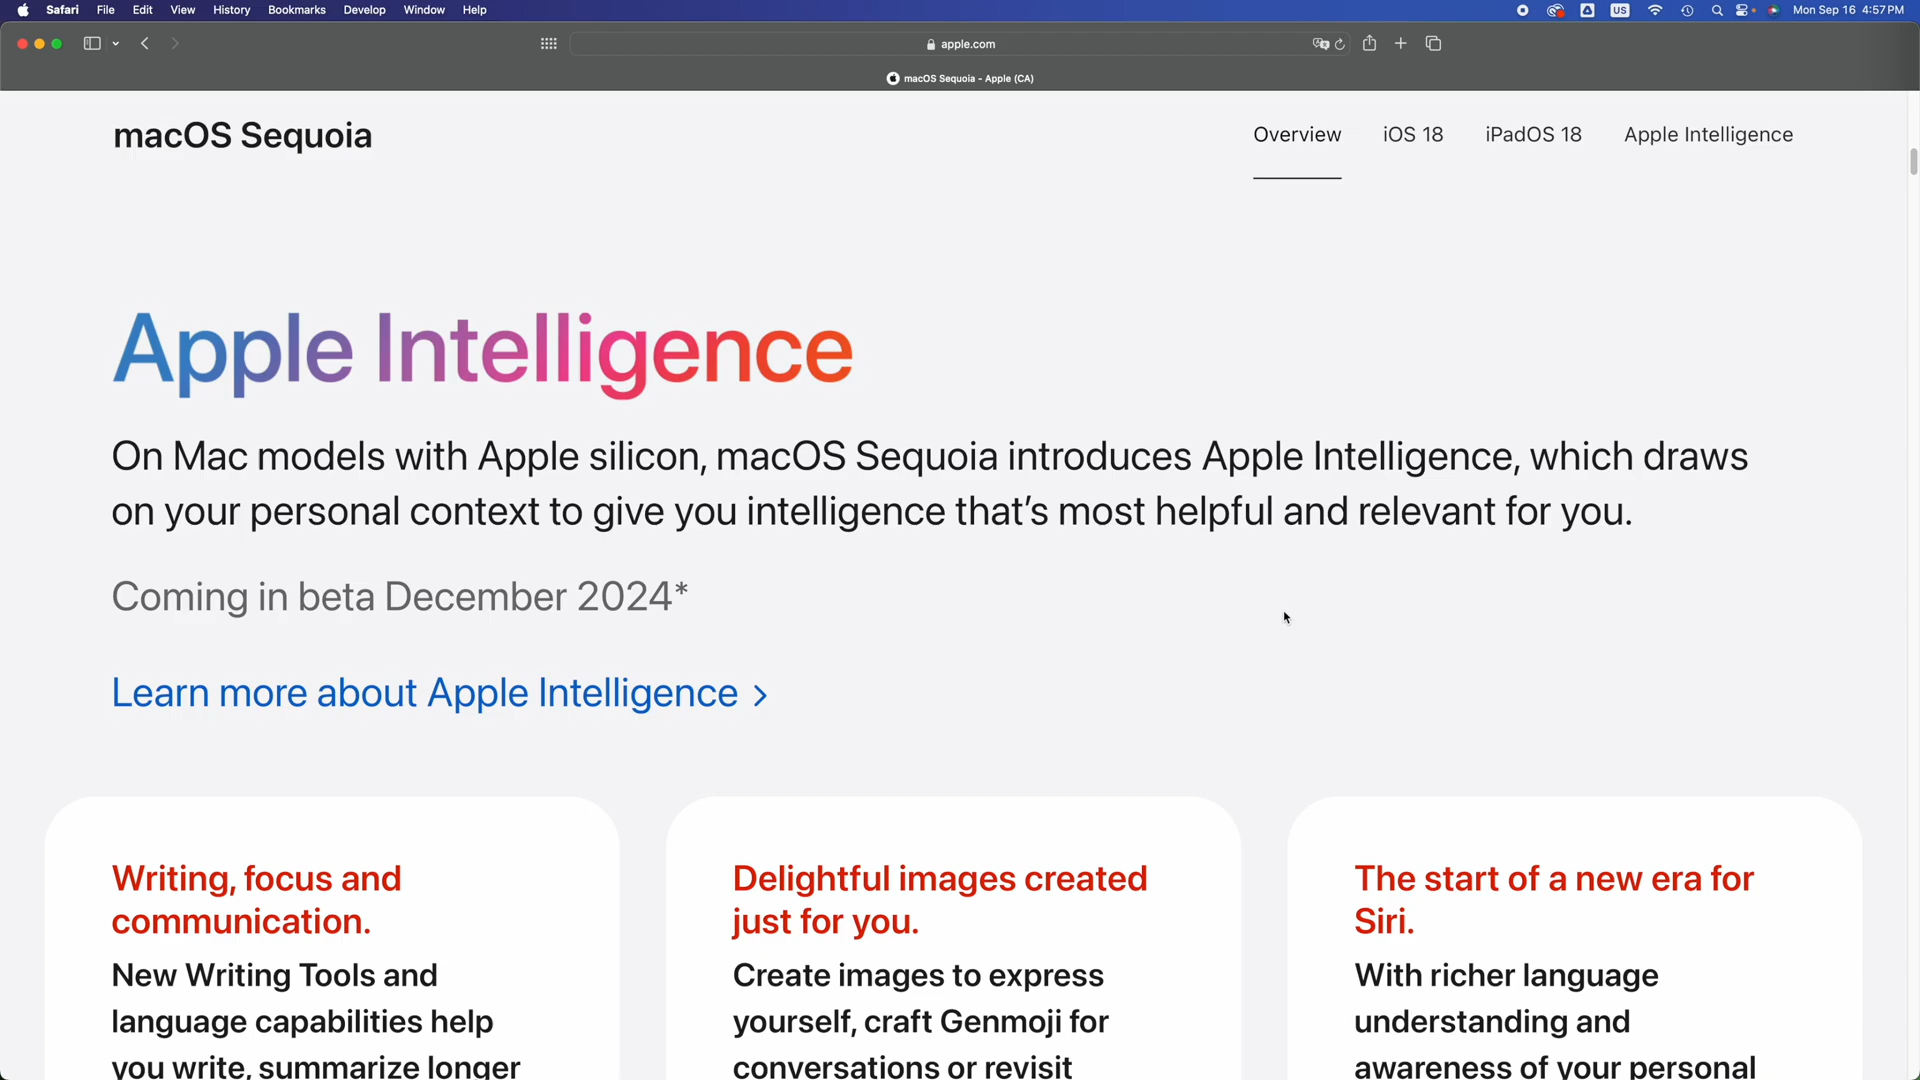 Safari File Edit View History Bookmarks Develop Window Help US Mon Sep 16 4:57 PM
apple.com
macOS Sequoia - Apple (CA)
macOS Sequoia Overview iOS 18 iPadOS 18 Apple Intelligence
Apple Intelligence
On Mac models with Apple silicon, macOS Sequoia introduces Apple Intelligence, which draws
on your personal context to give you intelligence that’s most helpful and relevant for you.
Coming in beta December 2024*
Learn more about Apple Intelligence >
Writing, focus and
communication.
New Writing Tools and
language capabilities help
you write, summarize longer
Delightful images created
just for you.
Create images to express
yourself, craft Genmoji for
conversations or revisit
The start of a new era for
Siri.
With richer language
understanding and
awareness of your personal